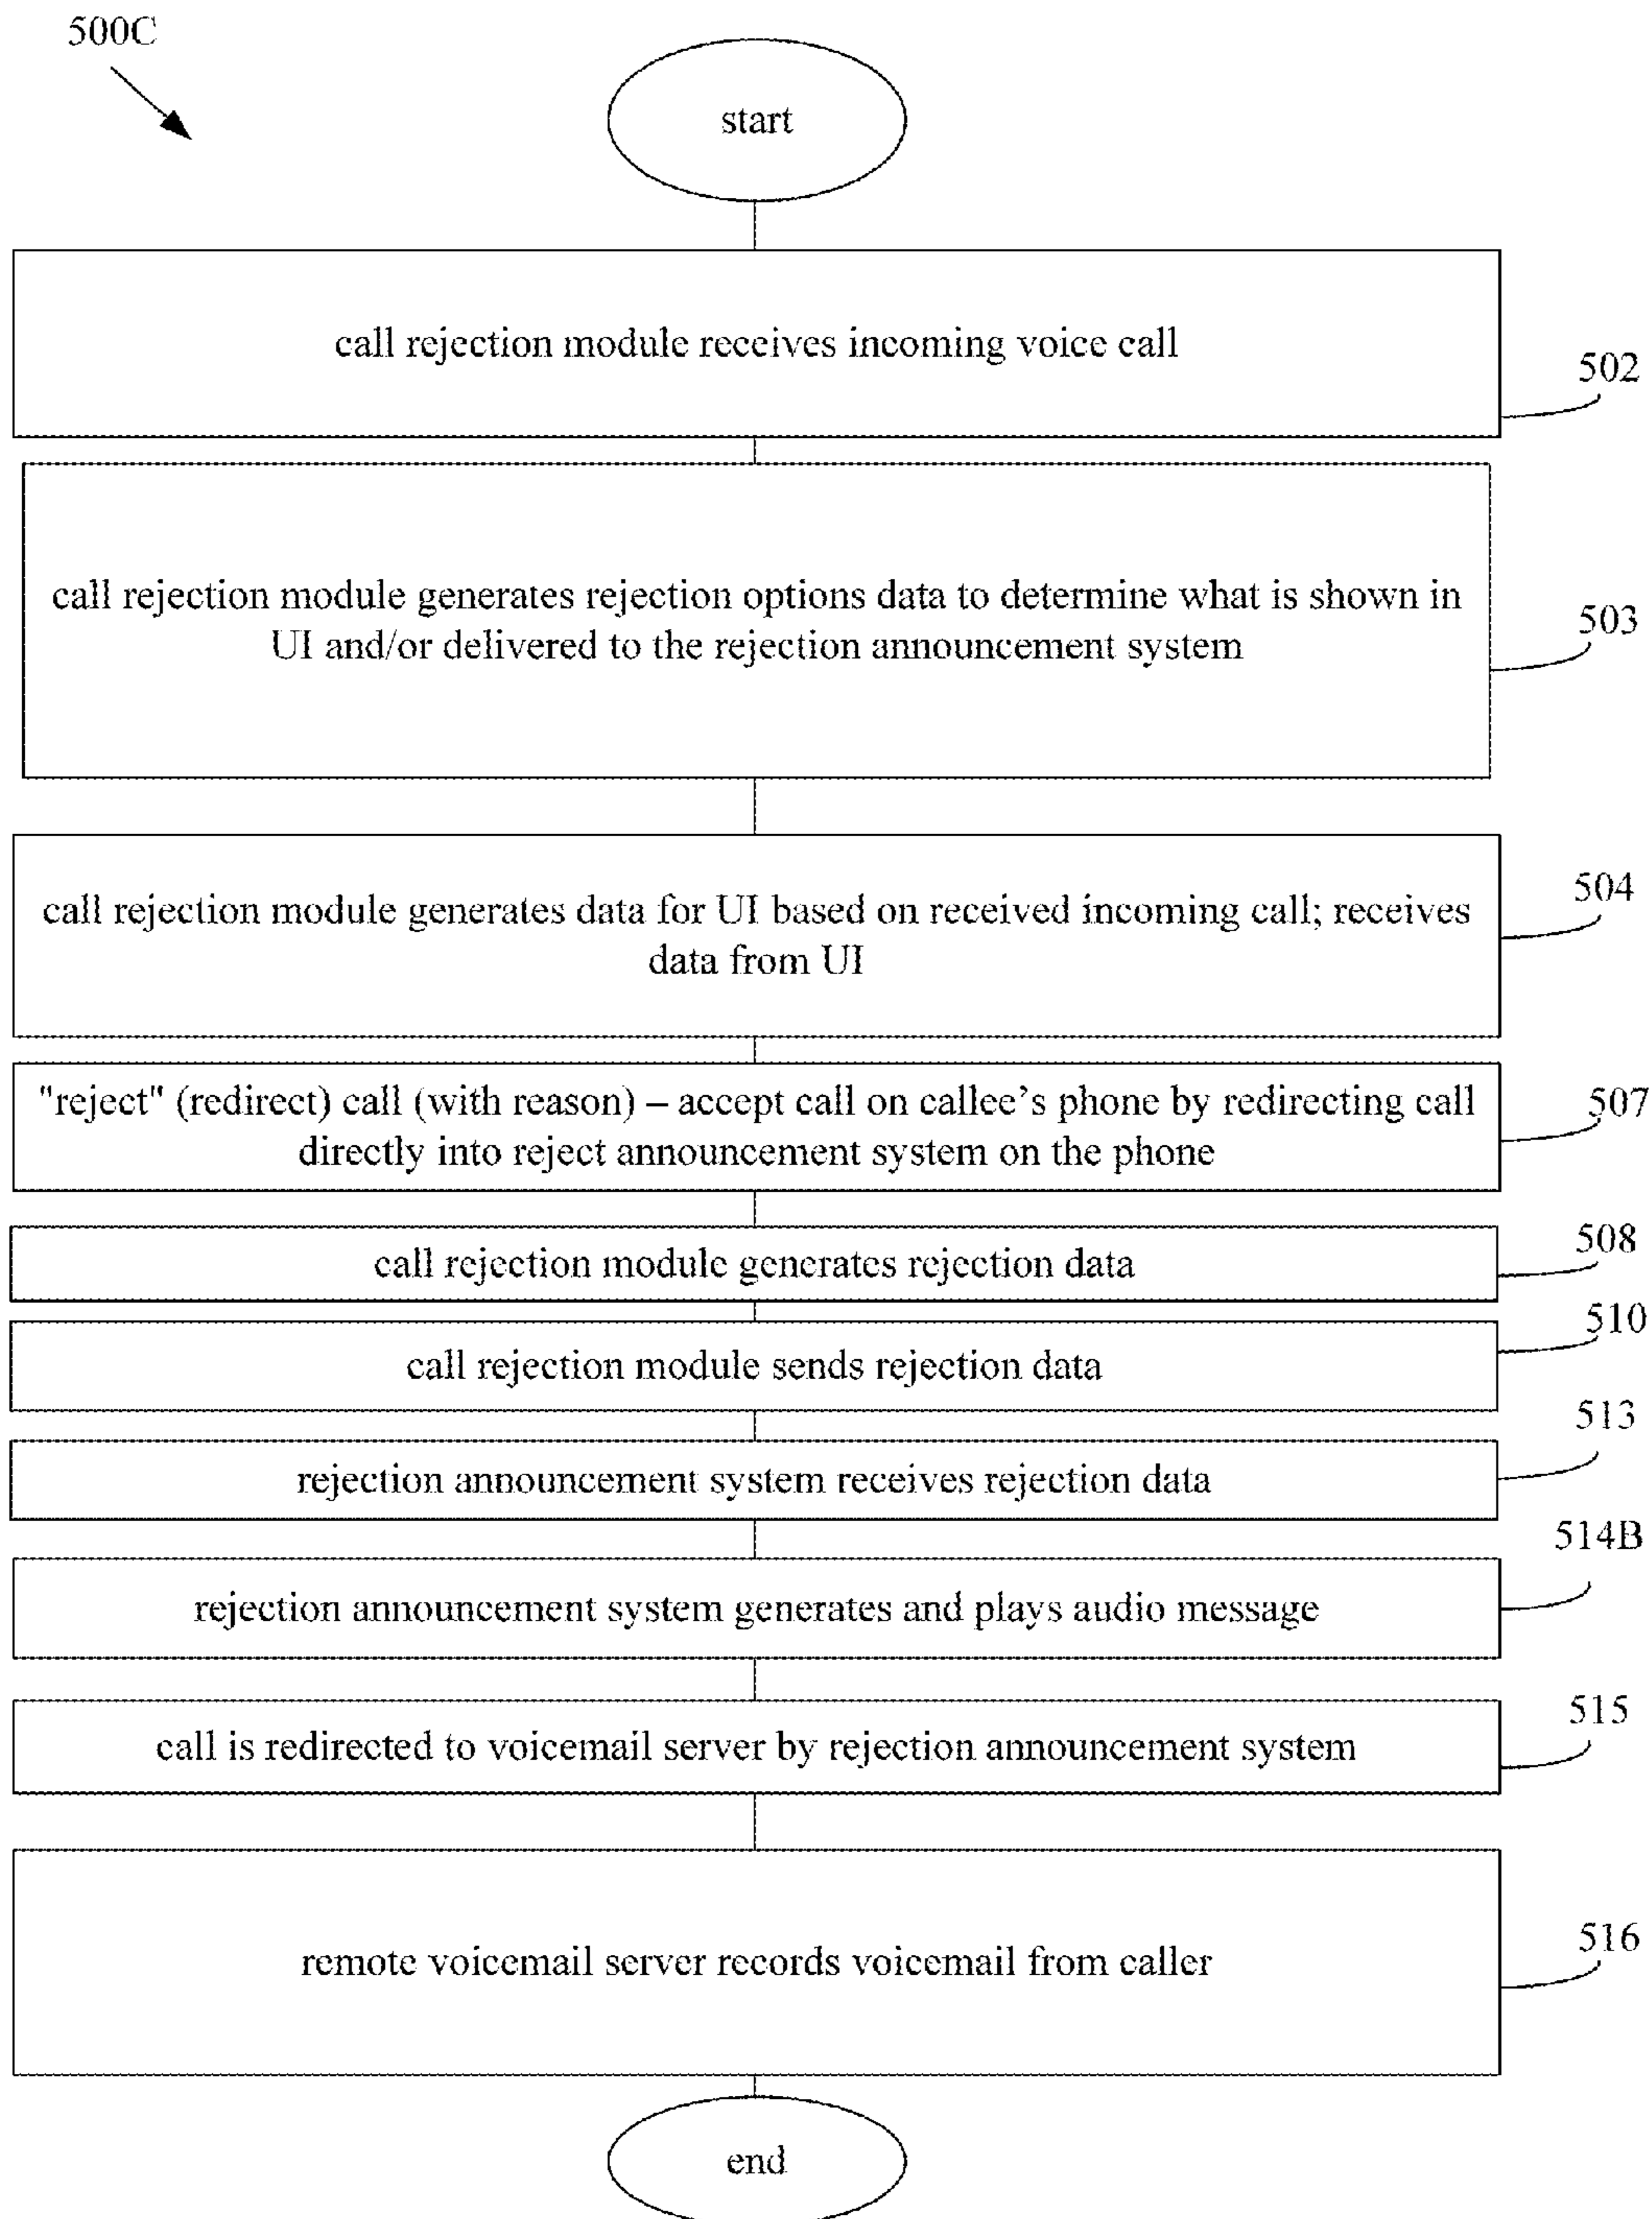 500C
start
call rejection module receives incoming voice call
502
call rejection module generates rejection options data to determine what is shown in
UI and/or delivered to the rejection announcement system
503
call rejection module generates data for UI based on received incoming call; receives
data from UI
504
"reject" (redirect) call (with reason) – accept call on callee's phone by redirecting call
directly into reject announcement system on the phone
507
call rejection module generates rejection data
508
call rejection module sends rejection data
510
rejection announcement system receives rejection data
513
rejection announcement system generates and plays audio message
514B
call is redirected to voicemail server by rejection announcement system
515
remote voicemail server records voicemail from caller
516
end